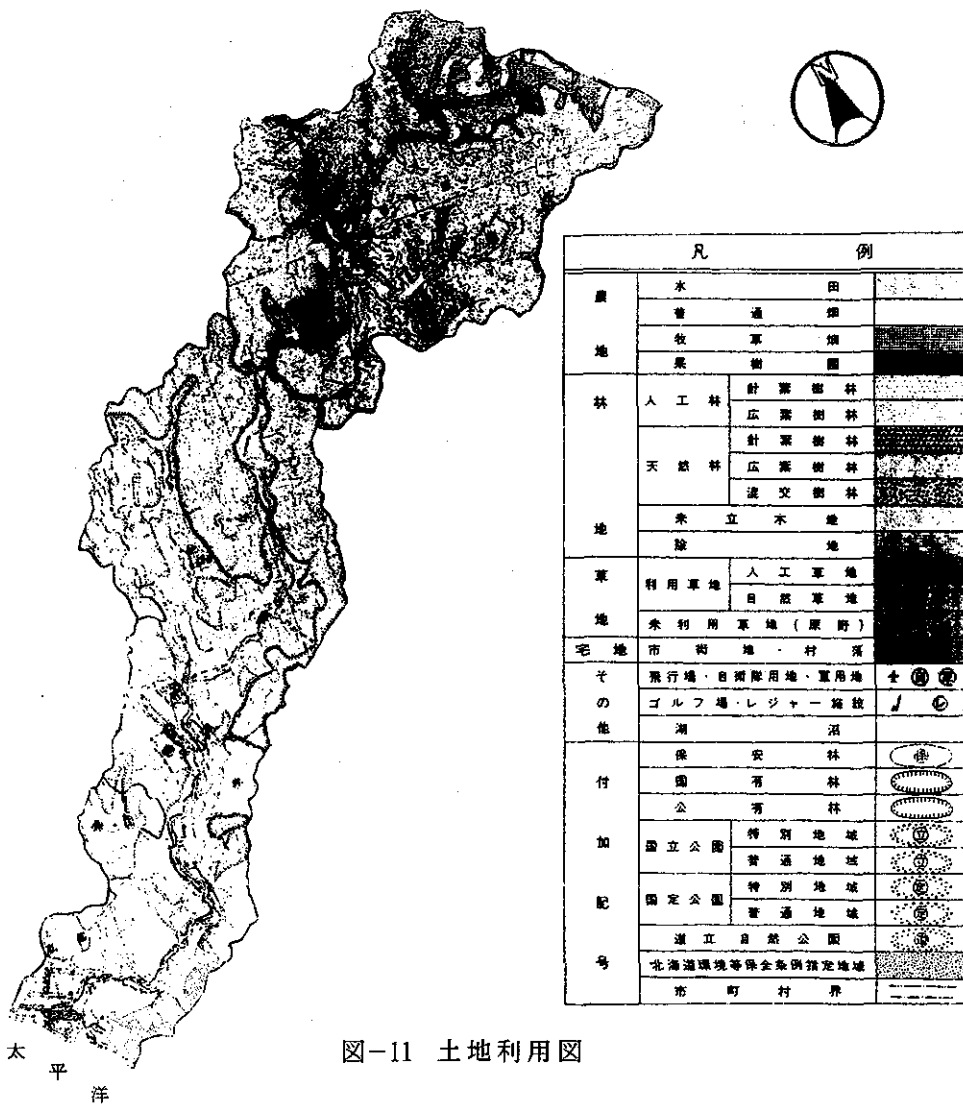 N
凡例
農地
水田
普通畑
牧草畑
果樹園
林地
人工林
針葉樹林
広葉樹林
天然林
針葉樹林
広葉樹林
混交樹林
未立木地
除地
草地
利用草地
人工草地
自然草地
未利用草地(原野)
宅地
市街地・村落
その他
飛行場・自衛隊用地・軍用地
ゴルフ場・レジャー施設
湖沼
付加記号
保安林
国有林
公有林
国立公園
特別地域
普通地域
国定公園
特別地域
普通地域
道立自然公園
北海道環境等保全条例指定地域
市町村界
太平洋
図-11 土地利用図